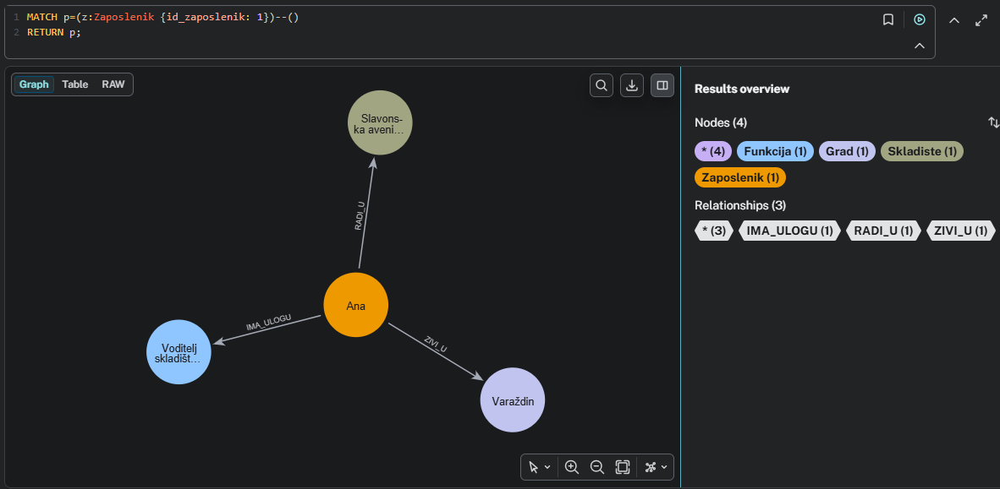 1 MATCH p=(z:Zaposlenik {id_zaposlenik: 1})--()
2 RETURN p;
Graph Table RAW
Slavons-
ka aveni...
RADI_U
Ana
IMA_ULOGU
Voditelj
skladišt...
ZIVI_U
Varaždin
Results overview
Nodes (4)
* (4) Funkcija (1) Grad (1) Skladiste (1)
Zaposlenik (1)
Relationships (3)
* (3) IMA_ULOGU (1) RADI_U (1) ZIVI_U (1)